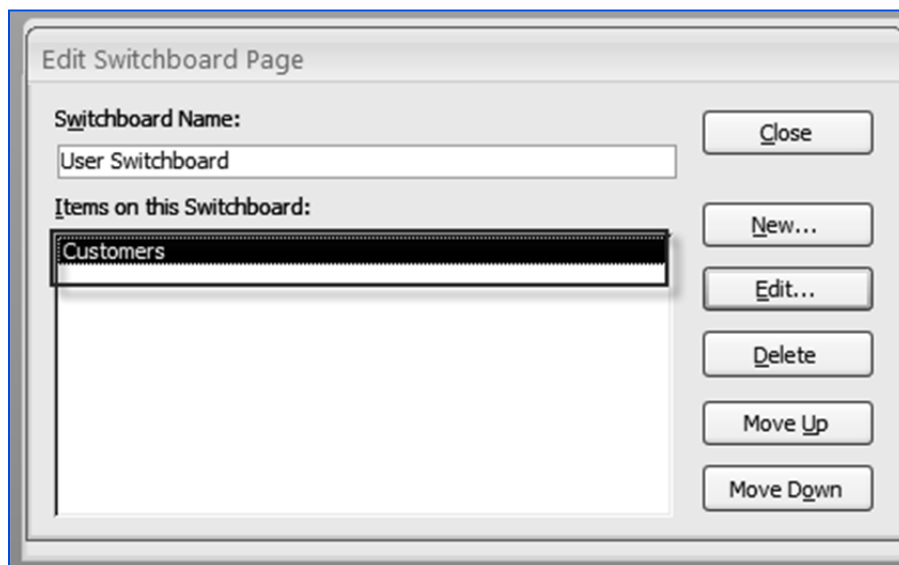 Edit Switchboard Page
Switchboard Name:
Close
User Switchboard
Items on this Switchboard:
New...
Customers
Edit...
Delete
Move Up
Move Down